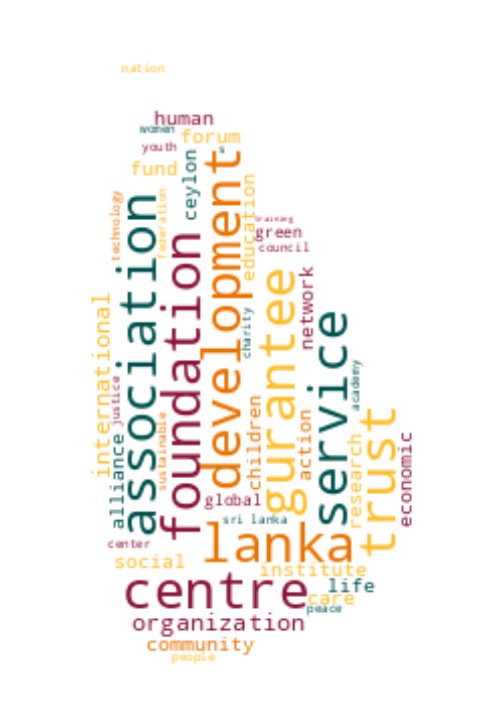 nation
human
women
forum
youth
s
fund
ceylon
development
technology
federation
education
association
training
green
council
foundation
network
gurantee
international
charity
service
justice
academy
children
action
trust
sustainable
alliance
research
economic
global
sri lanka
lanka
center
social
institute
centre
life
care
peace
organization
community
people